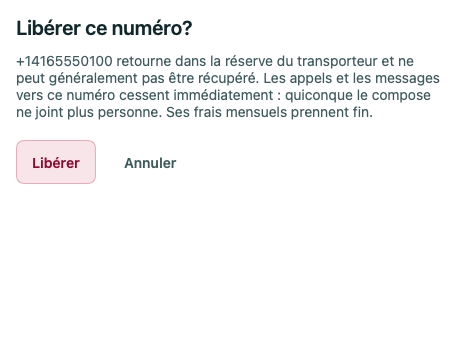 Libérer ce numéro?
+14165550100 retourne dans la réserve du transporteur et ne
peut généralement pas être récupéré. Les appels et les messages
vers ce numéro cessent immédiatement : quiconque le compose
ne joint plus personne. Ses frais mensuels prennent fin.
Libérer
Annuler